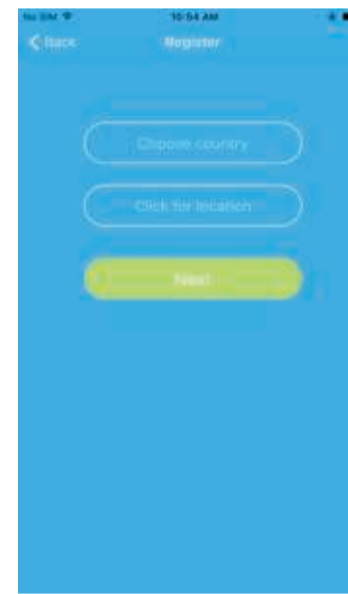 No SIM 10:54 AM
Back Register
Choose country
Click for location
Next